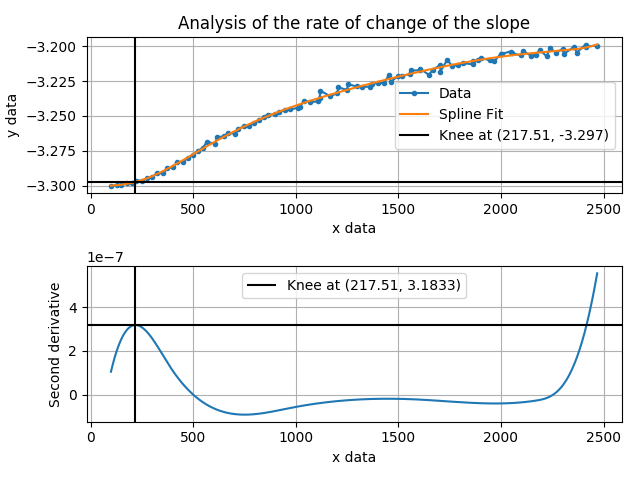 Analysis of the rate of change of the slope
−3.200
−3.225
−3.250
−3.275
−3.300
y data
Data
Spline Fit
Knee at (217.51, -3.297)
0 500 1000 1500 2000 2500
x data
1e−7
Knee at (217.51, 3.1833)
4
2
0
Second derivative
0 500 1000 1500 2000 2500
x data